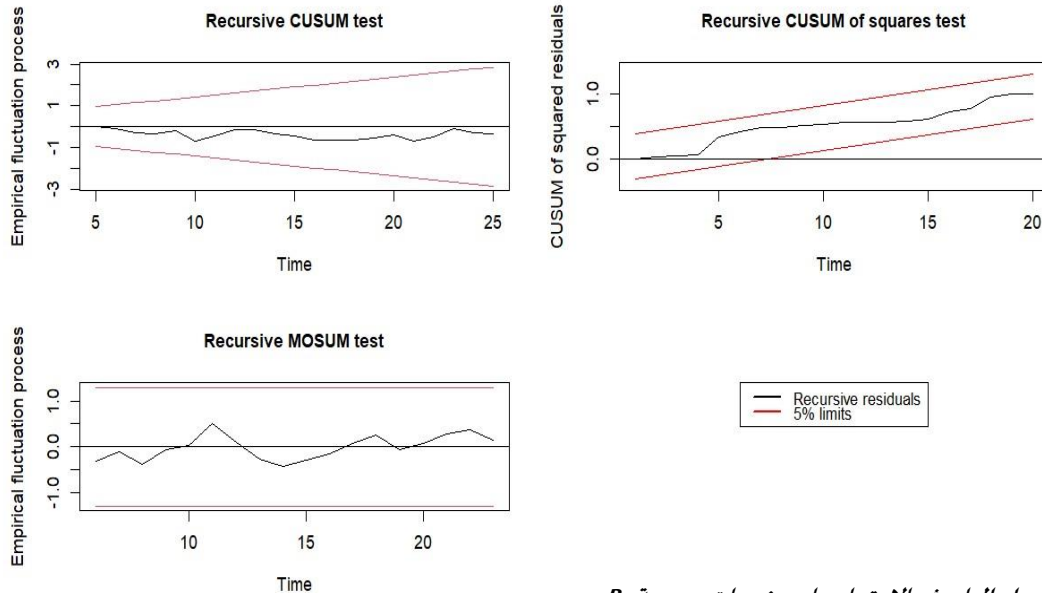 Recursive CUSUM test
Empirical fluctuation process
3
1
-1
-3
5 10 15 20 25
Time
Recursive CUSUM of squares test
CUSUM of squared residuals
1.0
0.0
5 10 15 20
Time
Recursive MOSUM test
Empirical fluctuation process
1.0
0.0
-1.0
10 15 20
Time
Recursive residuals
5% limits